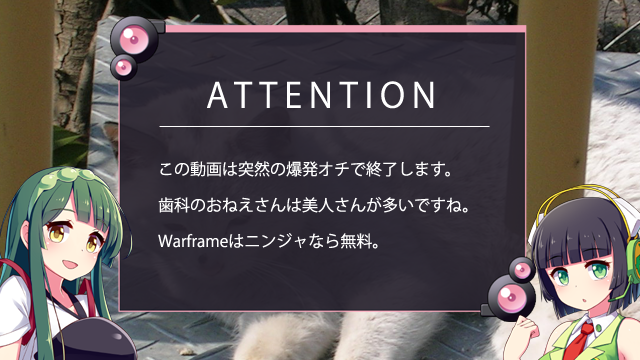 ATTENTION
この動画は突然の爆発オチで終了します。
歯科のおねえさんは美人さんが多いですね。
Warframeはニンジャなら無料。